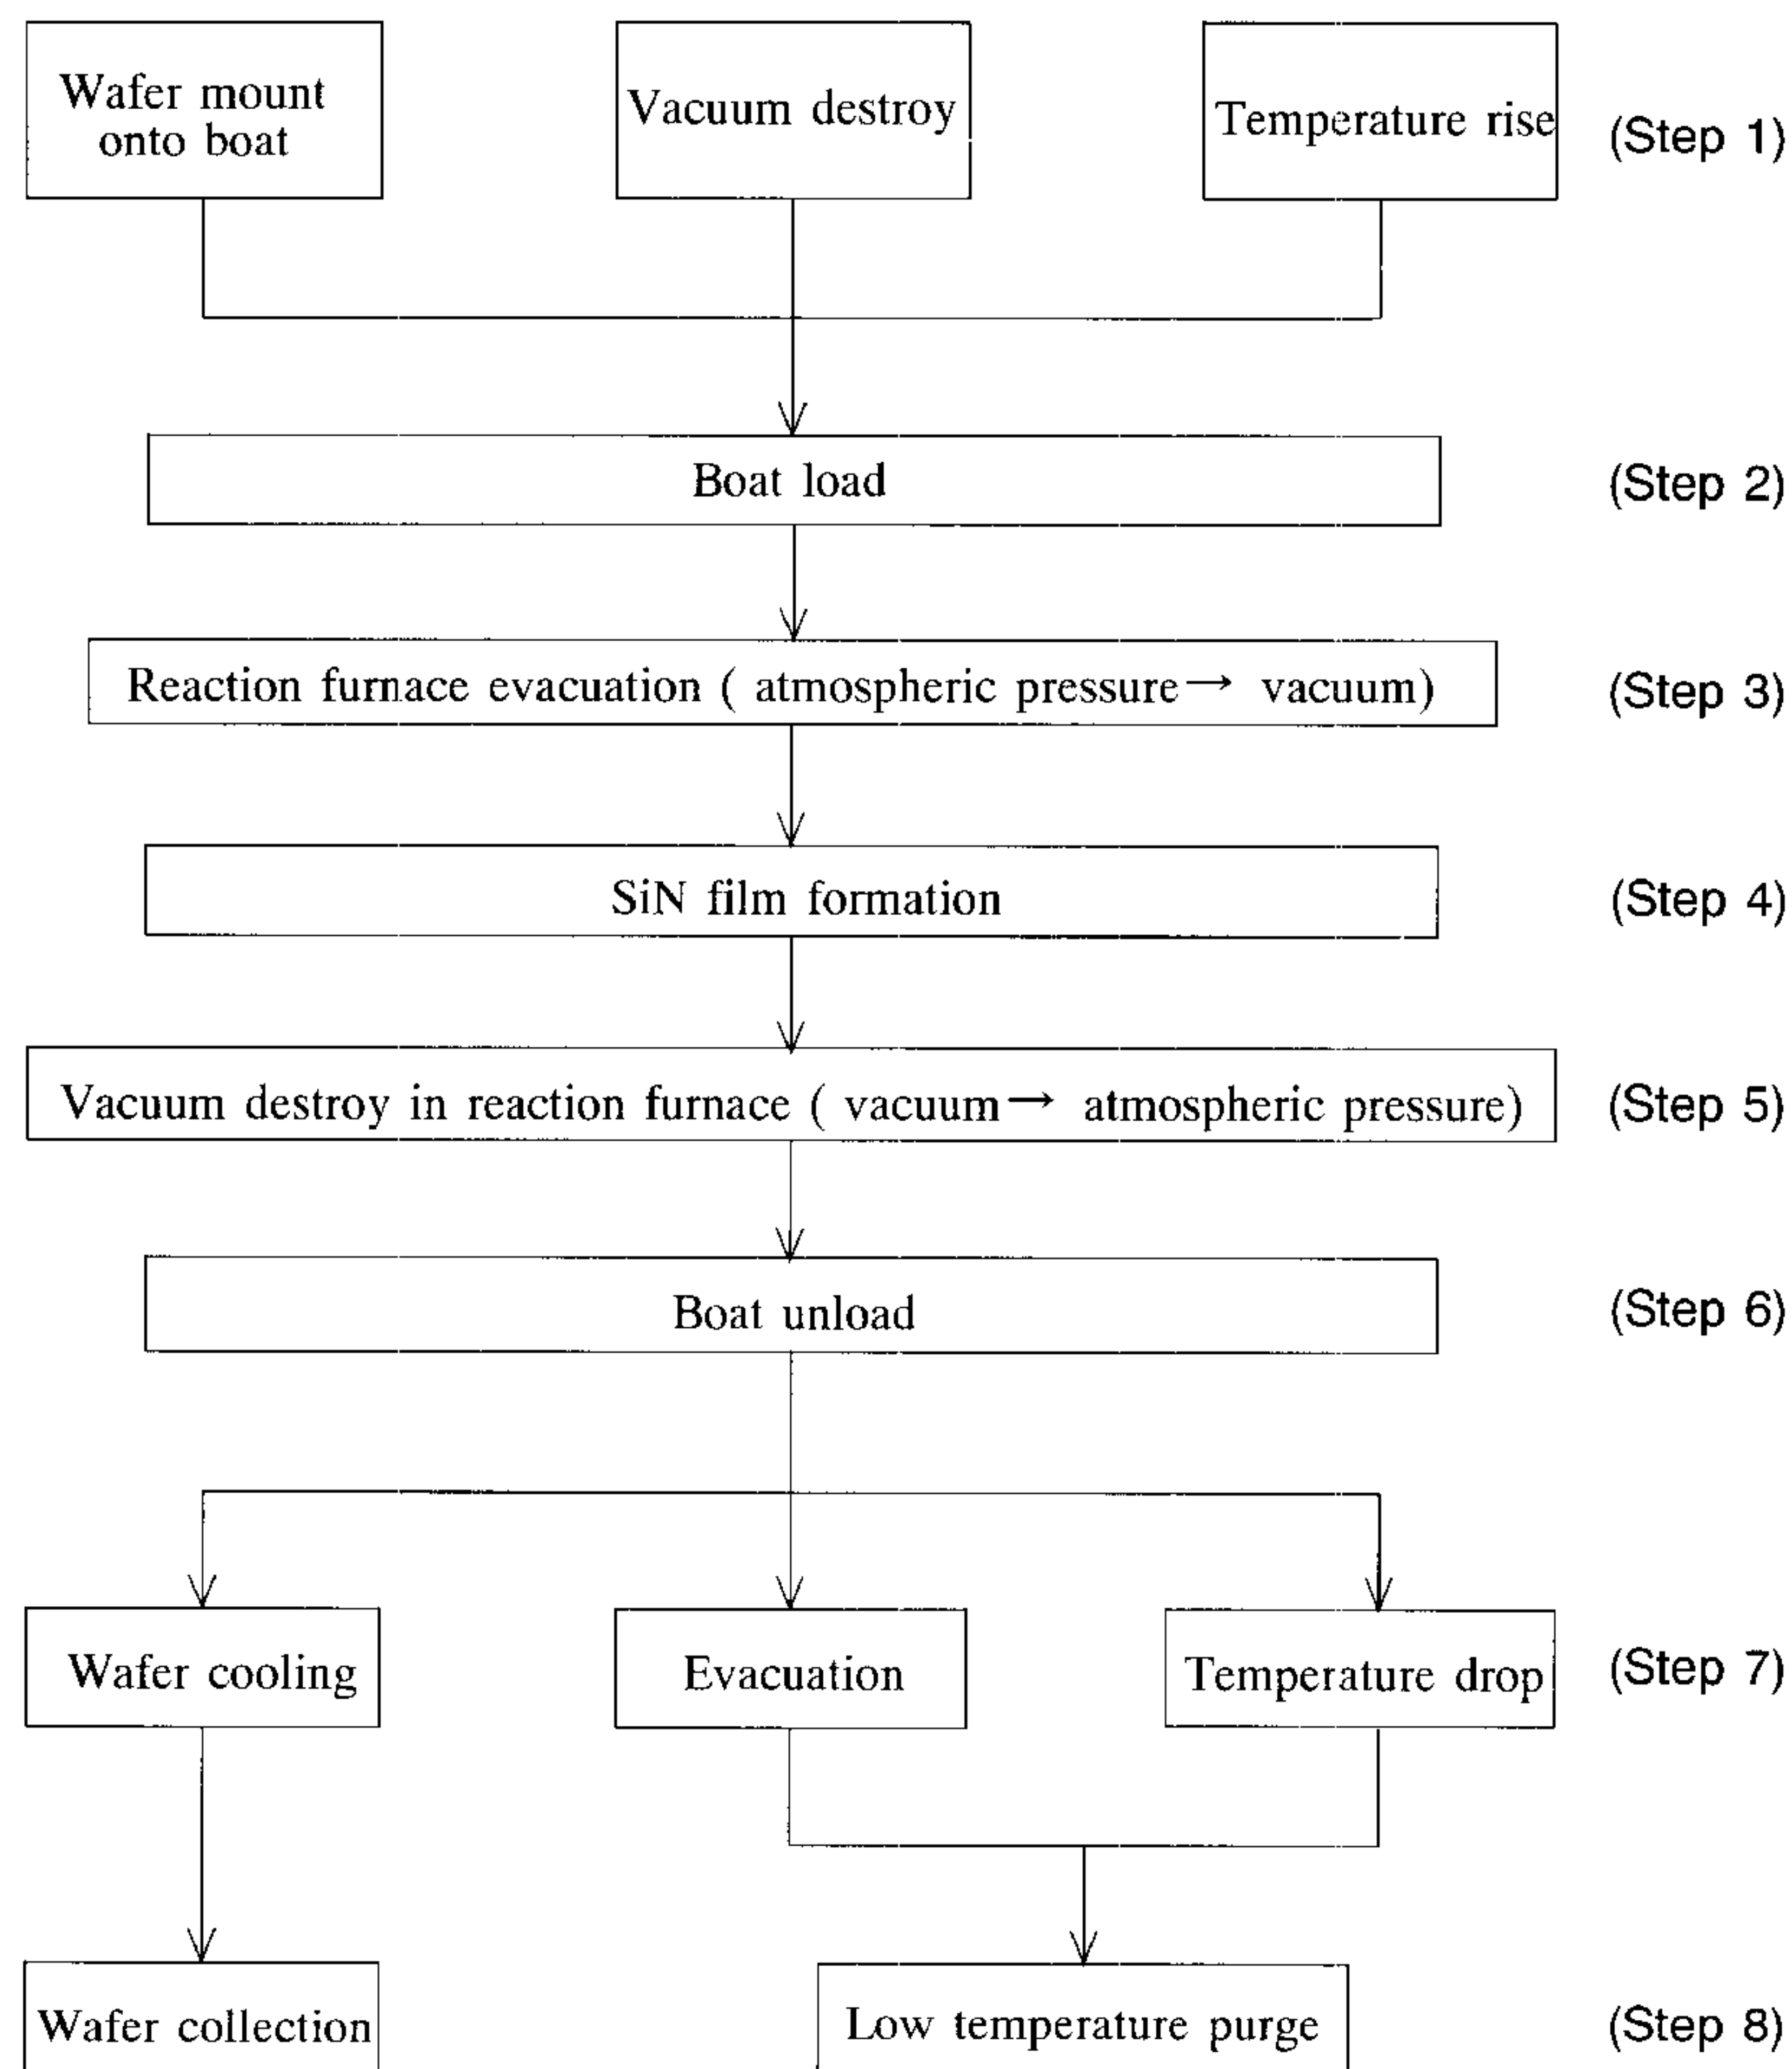 Wafer mount
onto boat
Vacuum destroy
Temperature rise
(Step 1)
Boat load
(Step 2)
Reaction furnace evacuation ( atmospheric pressure→ vacuum)
(Step 3)
SiN film formation
(Step 4)
Vacuum destroy in reaction furnace ( vacuum→ atmospheric pressure)
(Step 5)
Boat unload
(Step 6)
Wafer cooling
Evacuation
Temperature drop
(Step 7)
Wafer collection
Low temperature purge
(Step 8)